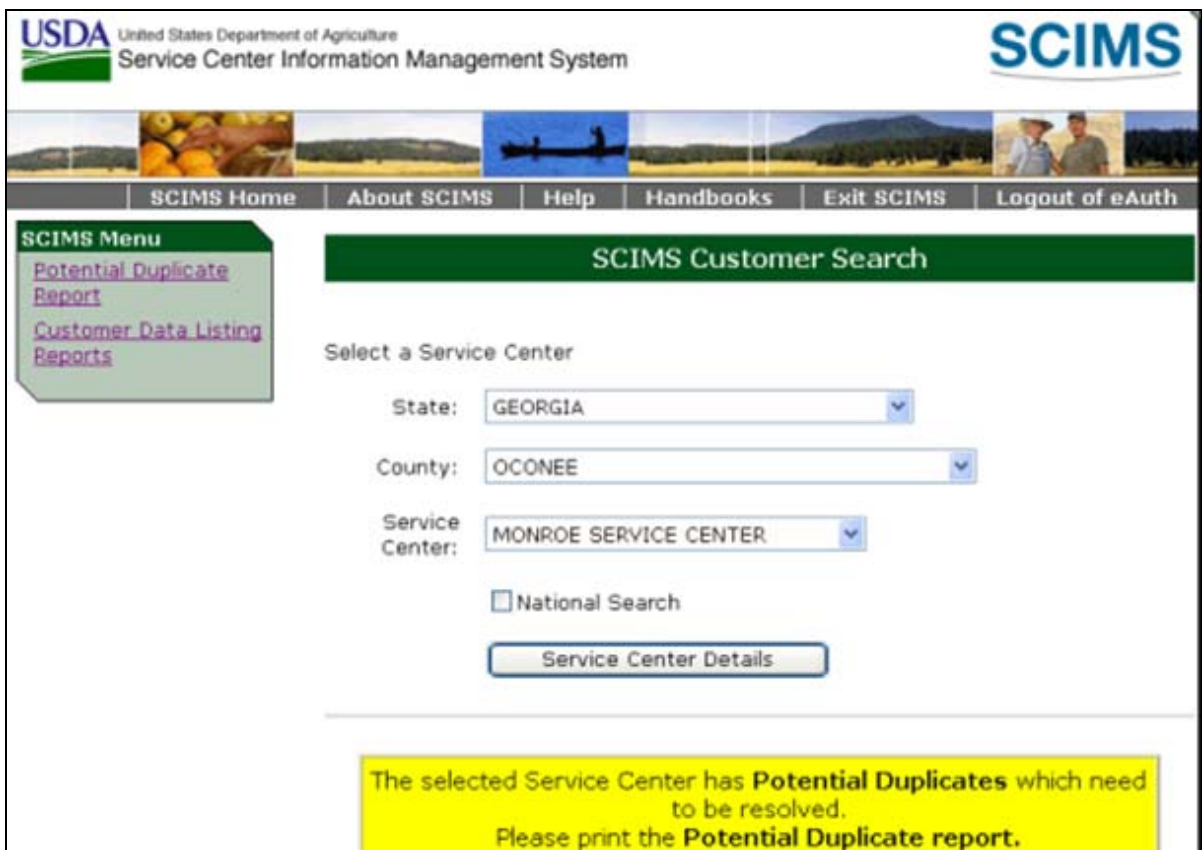 USDA United States Department of Agriculture
Service Center Information Management System
SCIMS
SCIMS Home | About SCIMS | Help | Handbooks | Exit SCIMS | Logout of eAuth
SCIMS Menu
Potential Duplicate
Report
Customer Data Listing
Reports
SCIMS Customer Search
Select a Service Center
State: GEORGIA
County: OCONEE
Service
Center: MONROE SERVICE CENTER
National Search
Service Center Details
The selected Service Center has Potential Duplicates which need
to be resolved.
Please print the Potential Duplicate report.